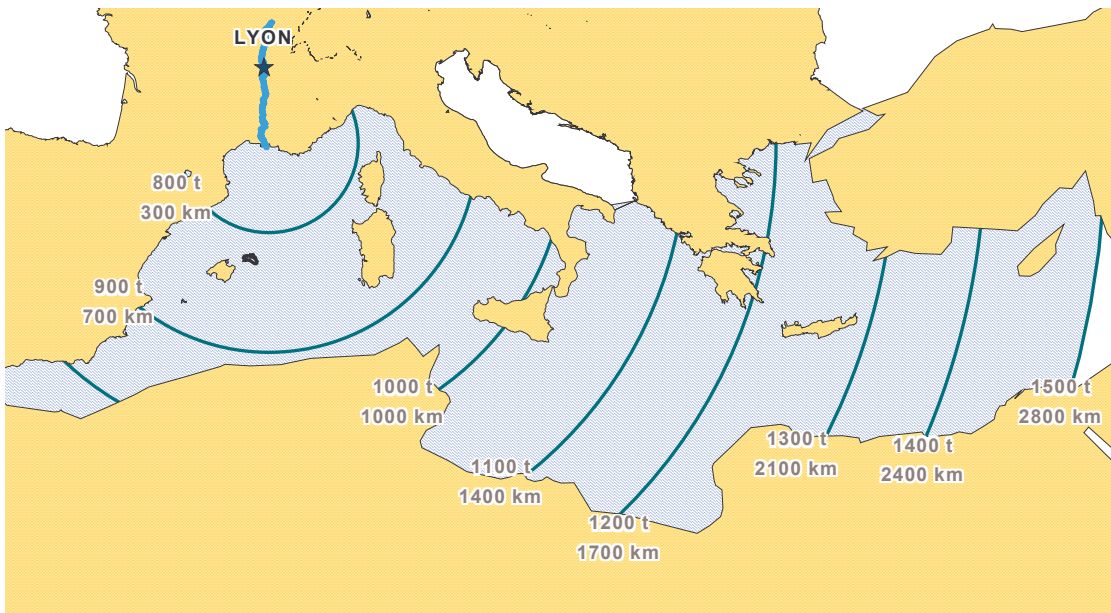 LYON
800 t
300 km
900 t
700 km
1000 t
1000 km
1100 t
1400 km
1200 t
1700 km
1300 t
2100 km
1400 t
2400 km
1500 t
2800 km